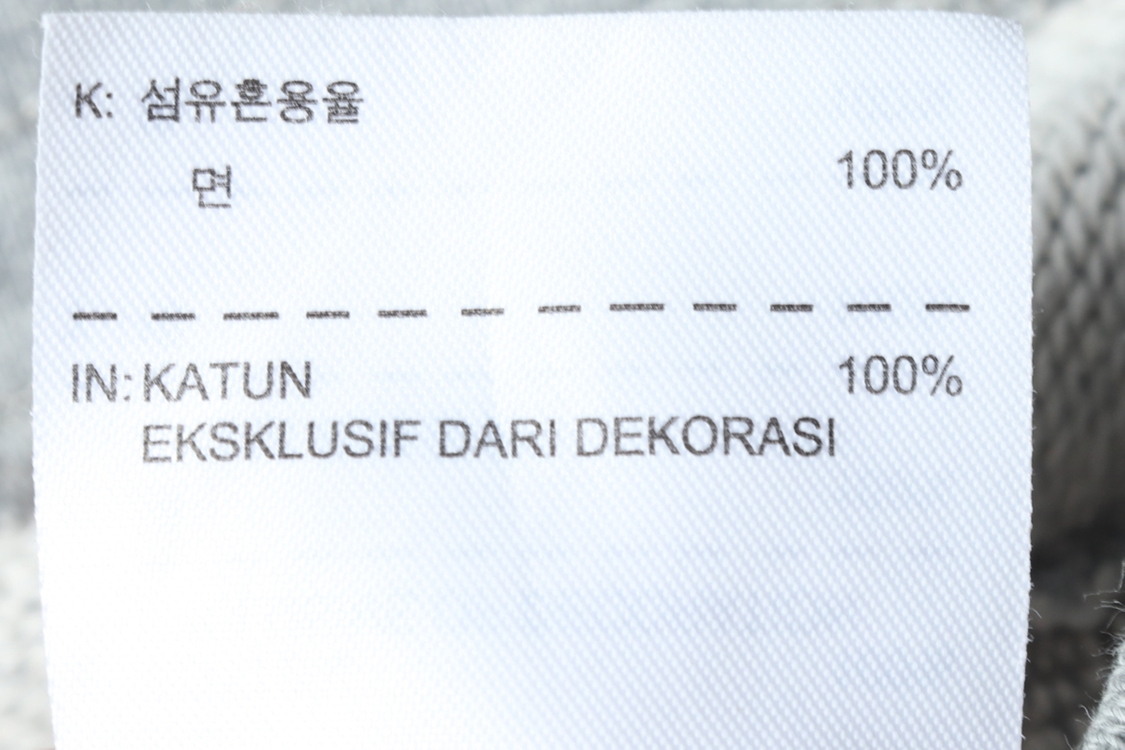 K: 섬유혼용율
면 100%
— — — — — — — — — — — —
IN: KATUN 100%
EKSKLUSIF DARI DEKORASI